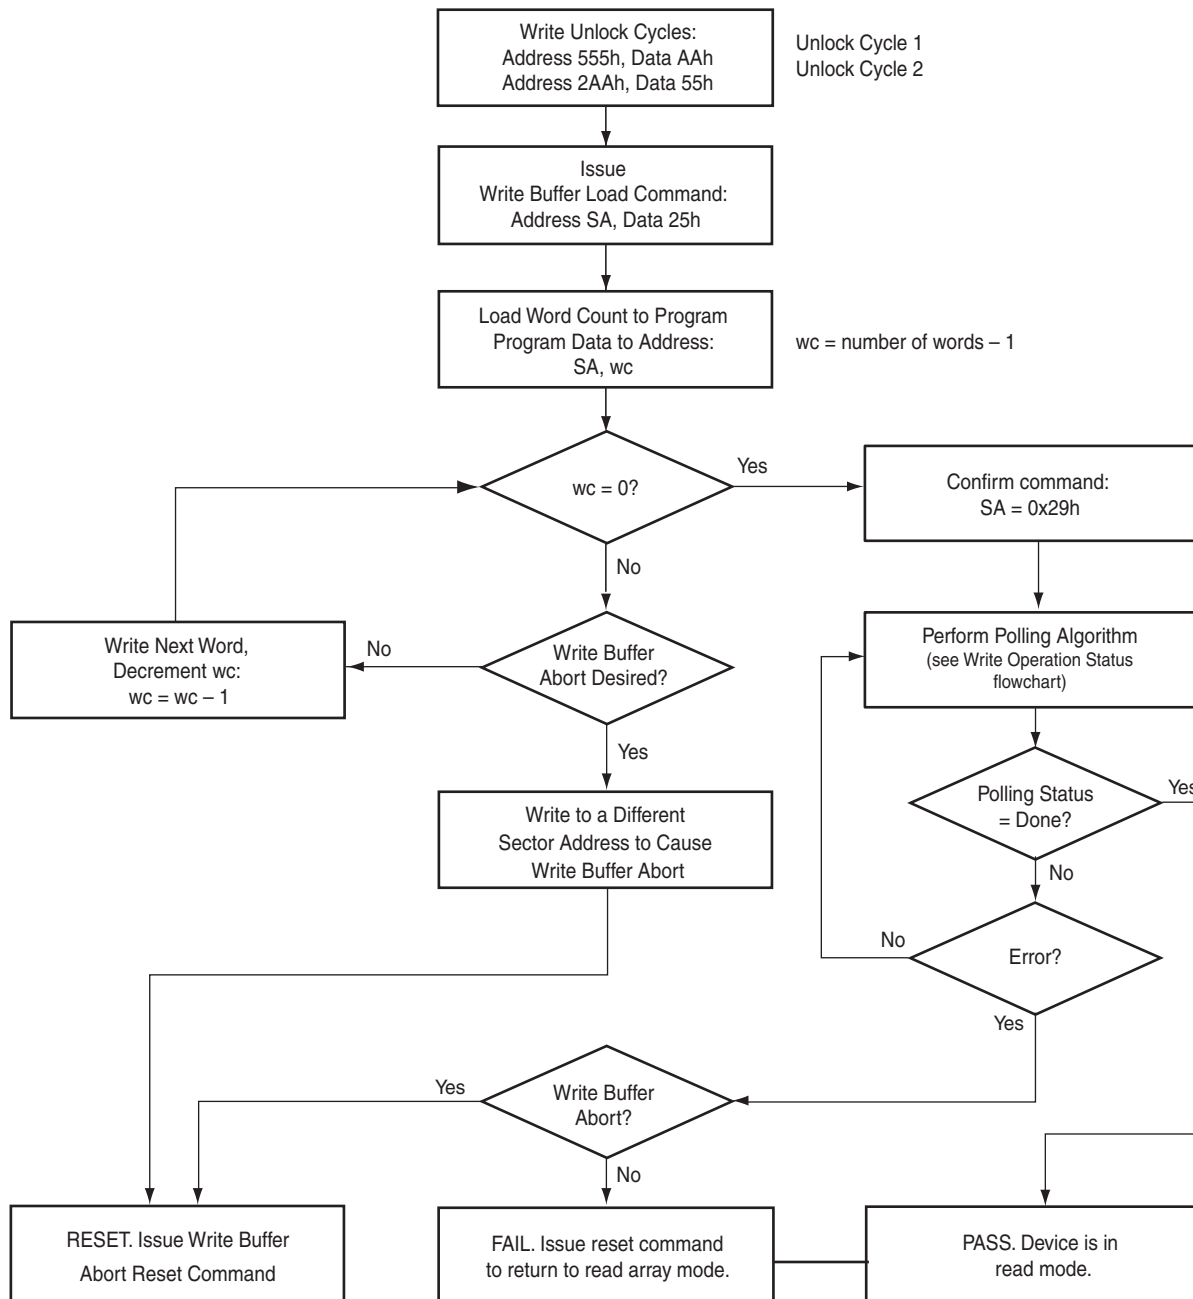 Write Unlock Cycles:
Address 555h, Data AAh
Address 2AAh, Data 55h
Unlock Cycle 1
Unlock Cycle 2
Issue
Write Buffer Load Command:
Address SA, Data 25h
Load Word Count to Program
Program Data to Address:
SA, wc
wc = number of words – 1
wc = 0?
Yes
Confirm command:
SA = 0x29h
No
Write Next Word,
Decrement wc:
wc = wc – 1
No
Write Buffer
Abort Desired?
Perform Polling Algorithm
(see Write Operation Status
flowchart)
Yes
Polling Status
= Done?
Yes
Write to a Different
Sector Address to Cause
Write Buffer Abort
No
No
Error?
Yes
Yes
Write Buffer
Abort?
No
RESET. Issue Write Buffer
Abort Reset Command
FAIL. Issue reset command
to return to read array mode.
PASS. Device is in
read mode.